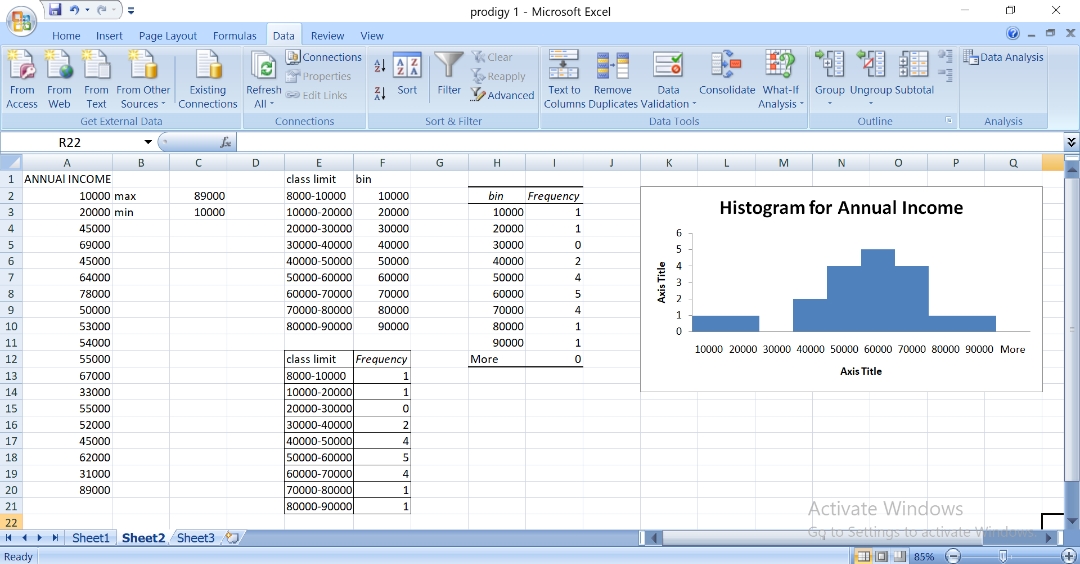 prodigy 1 - Microsoft Excel
Home Insert Page Layout Formulas Data Review View
From Access From Web From Text From Other Sources Existing Connections Refresh All Connections Properties Edit Links Sort Filter Clear Reapply Advanced Text to Columns Remove Duplicates Data Validation Consolidate What-If Analysis Group Ungroup Subtotal Data Analysis
Get External Data Connections Sort & Filter Data Tools Outline Analysis
R22 fx
A B C D E F G H I J K L M N O P Q
1 ANNUAl INCOME class limit bin
2 10000 max 89000 8000-10000 10000 bin Frequency
3 20000 min 10000 10000-20000 20000 10000 1
4 45000 20000-30000 30000 20000 1
5 69000 30000-40000 40000 30000 0
6 45000 40000-50000 50000 40000 2
7 64000 50000-60000 60000 50000 4
8 78000 60000-70000 70000 60000 5
9 50000 70000-80000 80000 70000 4
10 53000 80000-90000 90000 80000 1
11 54000 90000 1
12 55000 class limit Frequency More 0
13 67000 8000-10000 1
14 33000 10000-20000 1
15 55000 20000-30000 0
16 52000 30000-40000 2
17 45000 40000-50000 4
18 62000 50000-60000 5
19 31000 60000-70000 4
20 89000 70000-80000 1
21 80000-90000 1
22
Histogram for Annual Income
Axis Title
6
5
4
3
2
1
0
10000 20000 30000 40000 50000 60000 70000 80000 90000 More
Axis Title
Activate Windows
Go to Settings to activate Windows.
Sheet1 Sheet2 Sheet3
Ready 85%